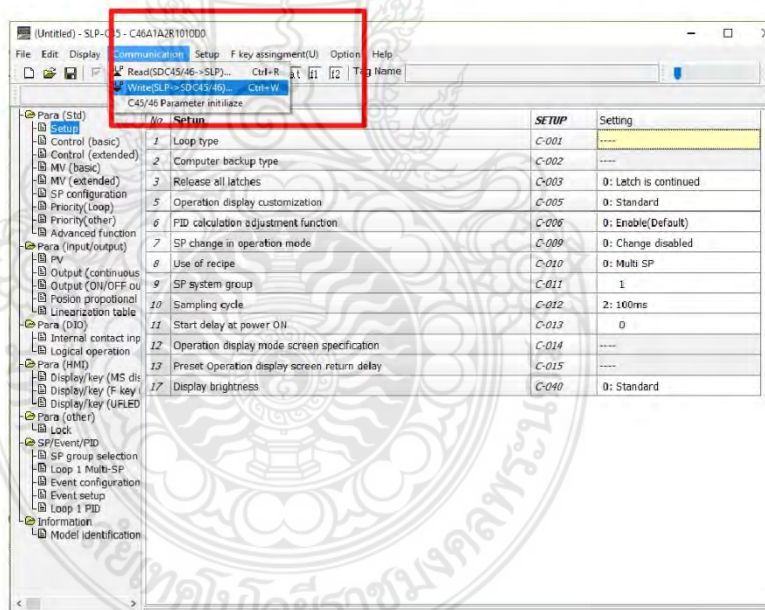 (Untitled) - SLP-C45 - C46A1A2R1010D0
File Edit Display Communication Setup F key assingment(U) Option Help
Read(SDC45/46->SLP)... Ctrl+R
Write(SLP->SDC45/46)... Ctrl+W
C45/46 Parameter initiliaze
f1 f2 Tag Name
Para (Std)
Setup
Control (basic)
Control (extended)
MV (basic)
MV (extended)
SP configuration
Priority(Loop)
Priority(other)
Advanced function
Para (input/output)
PV
Output (continuous
Output (ON/OFF ou
Posion propotional
Linearization table
Para (DIO)
Internal contact inp
Logical operation
Para (HMI)
Display/key (MS dis
Display/key (F key
Display/key (UFLED
Para (other)
Lock
SP/Event/PID
SP group selection
Loop 1 Multi-SP
Event configuration
Event setup
Loop 1 PID
Information
Model identification
No Setup SETUP Setting
1 Loop type C-001 ----
2 Computer backup type C-002 ----
3 Release all latches C-003 0: Latch is continued
5 Operation display customization C-005 0: Standard
6 PID calculation adjustment function C-006 0: Enable(Default)
7 SP change in operation mode C-009 0: Change disabled
8 Use of recipe C-010 0: Multi SP
9 SP system group C-011 1
10 Sampling cycle C-012 2: 100ms
11 Start delay at power ON C-013 0
12 Operation display mode screen specification C-014 ----
13 Preset Operation display screen return delay C-015 ----
17 Display brightness C-040 0: Standard